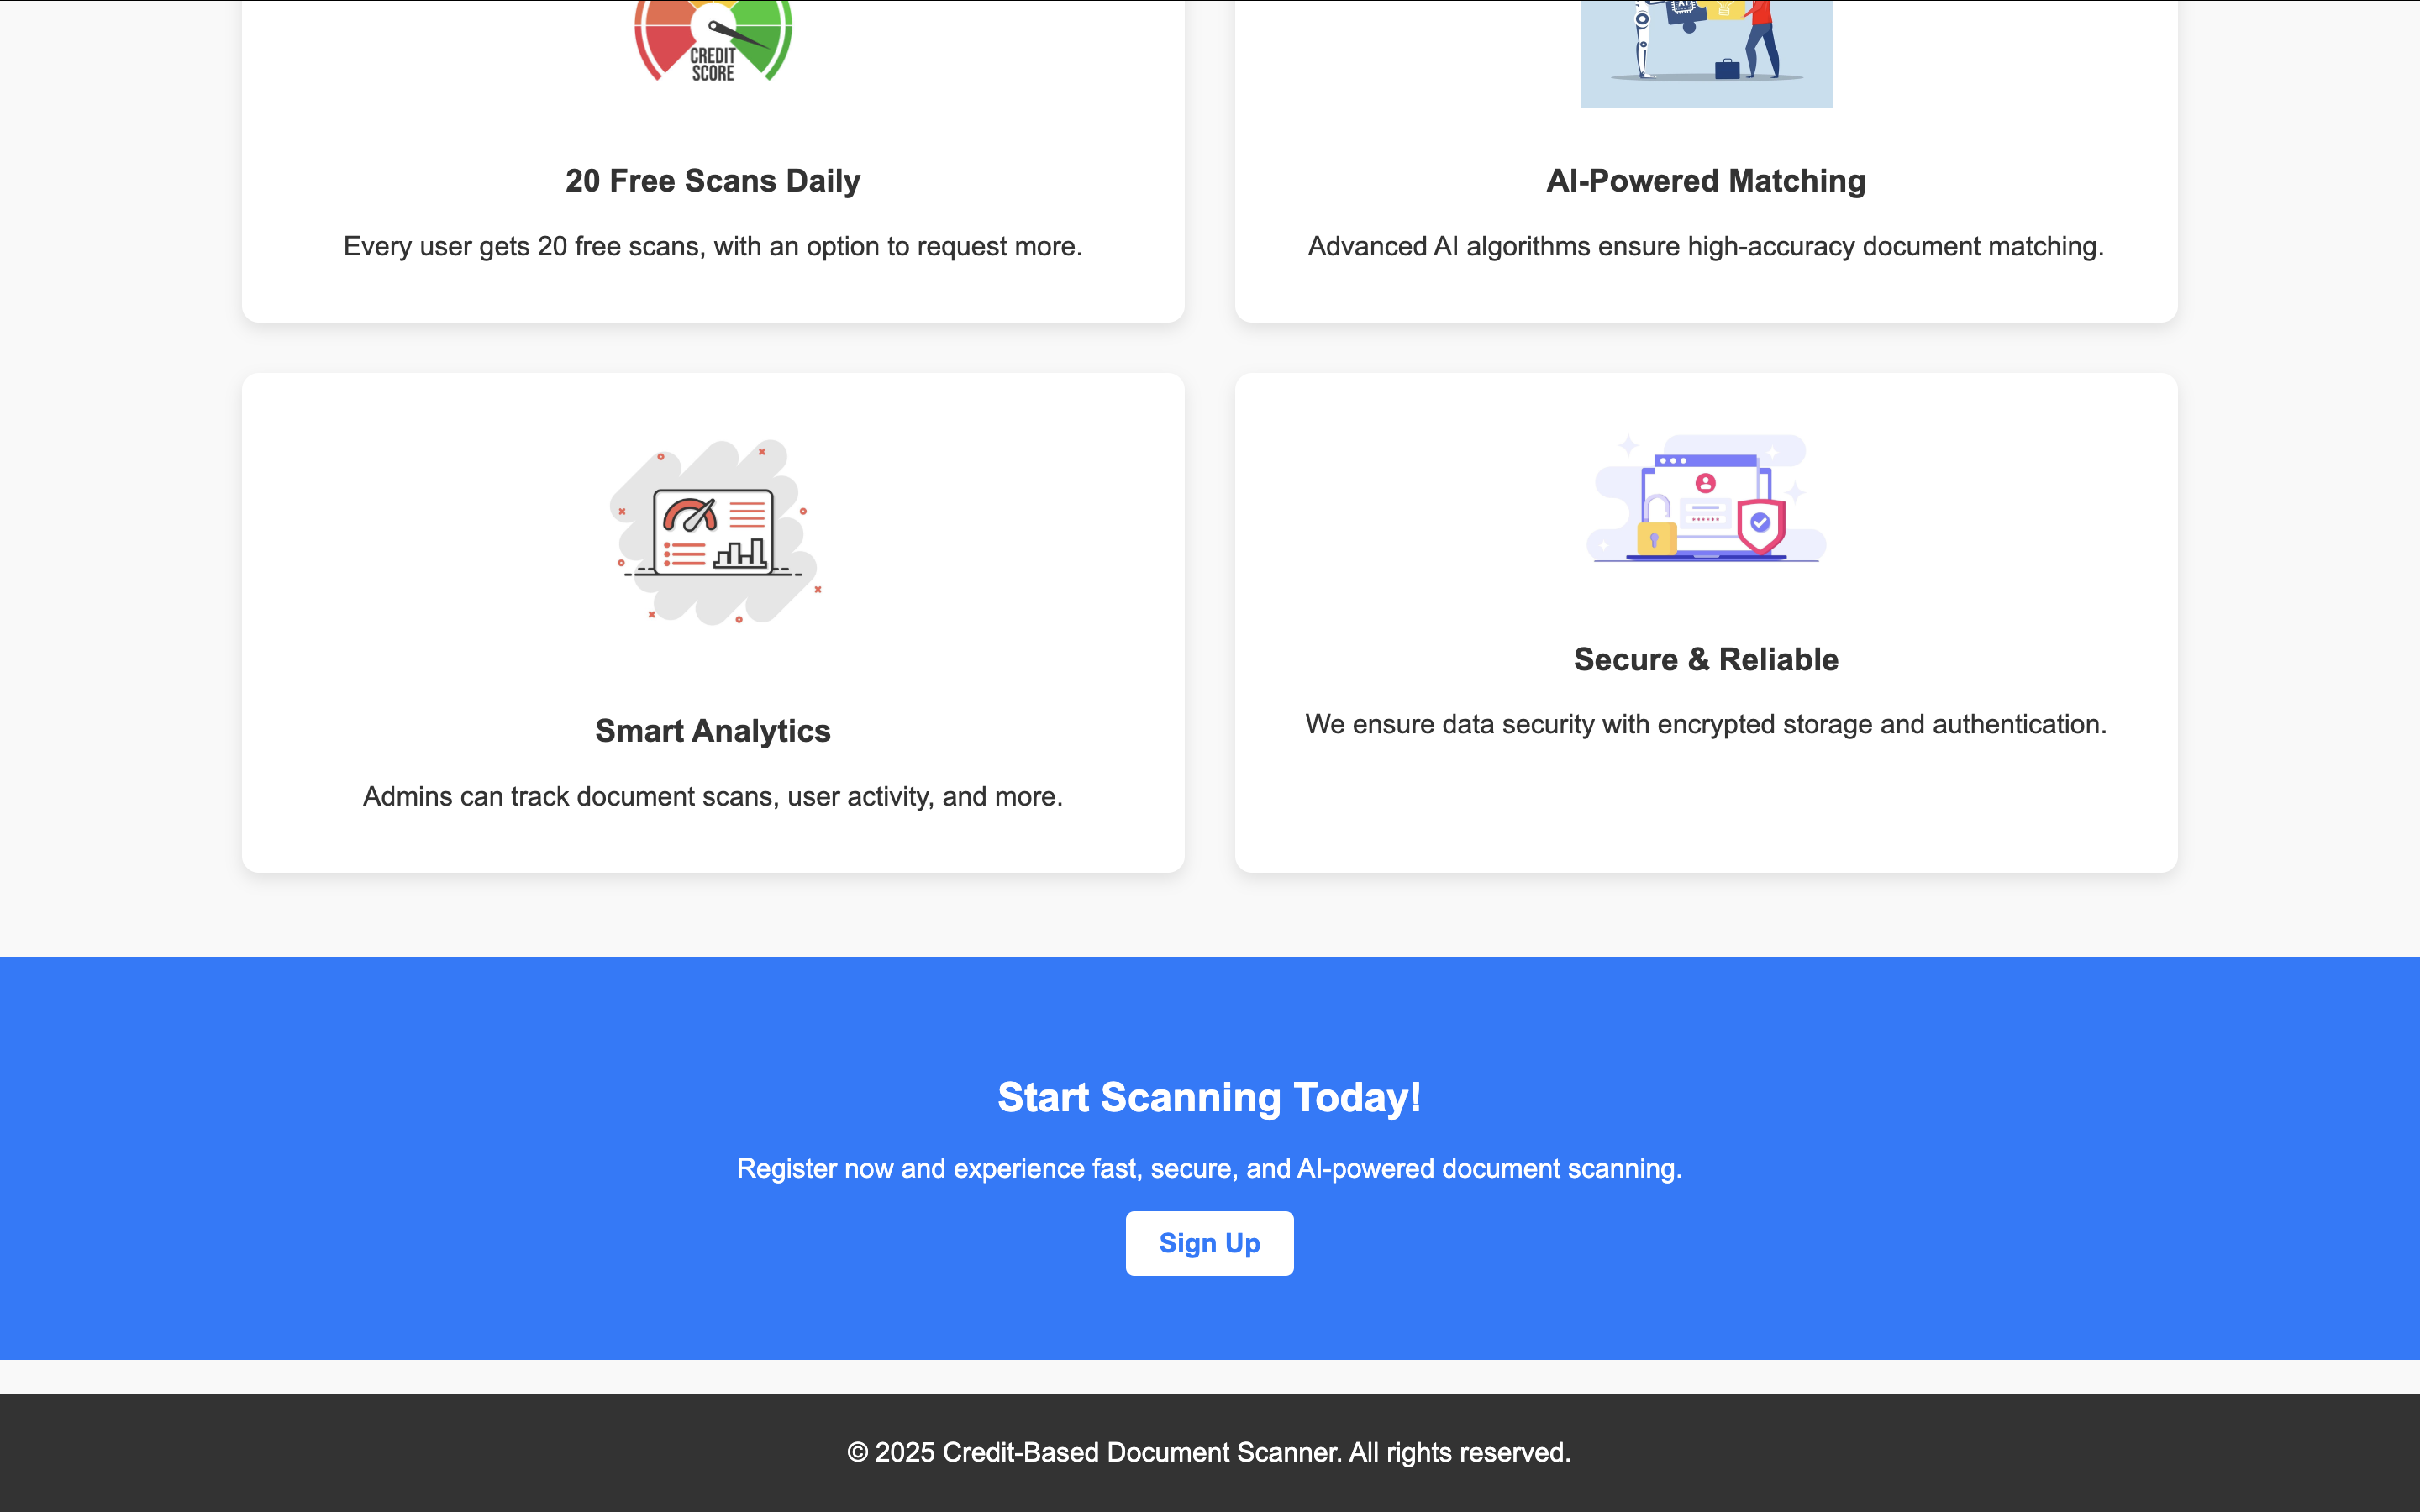 CREDIT
SCORE
AI
20 Free Scans Daily
Every user gets 20 free scans, with an option to request more.
AI-Powered Matching
Advanced AI algorithms ensure high-accuracy document matching.
Smart Analytics
Admins can track document scans, user activity, and more.
Secure & Reliable
We ensure data security with encrypted storage and authentication.
Start Scanning Today!
Register now and experience fast, secure, and AI-powered document scanning.
Sign Up
© 2025 Credit-Based Document Scanner. All rights reserved.